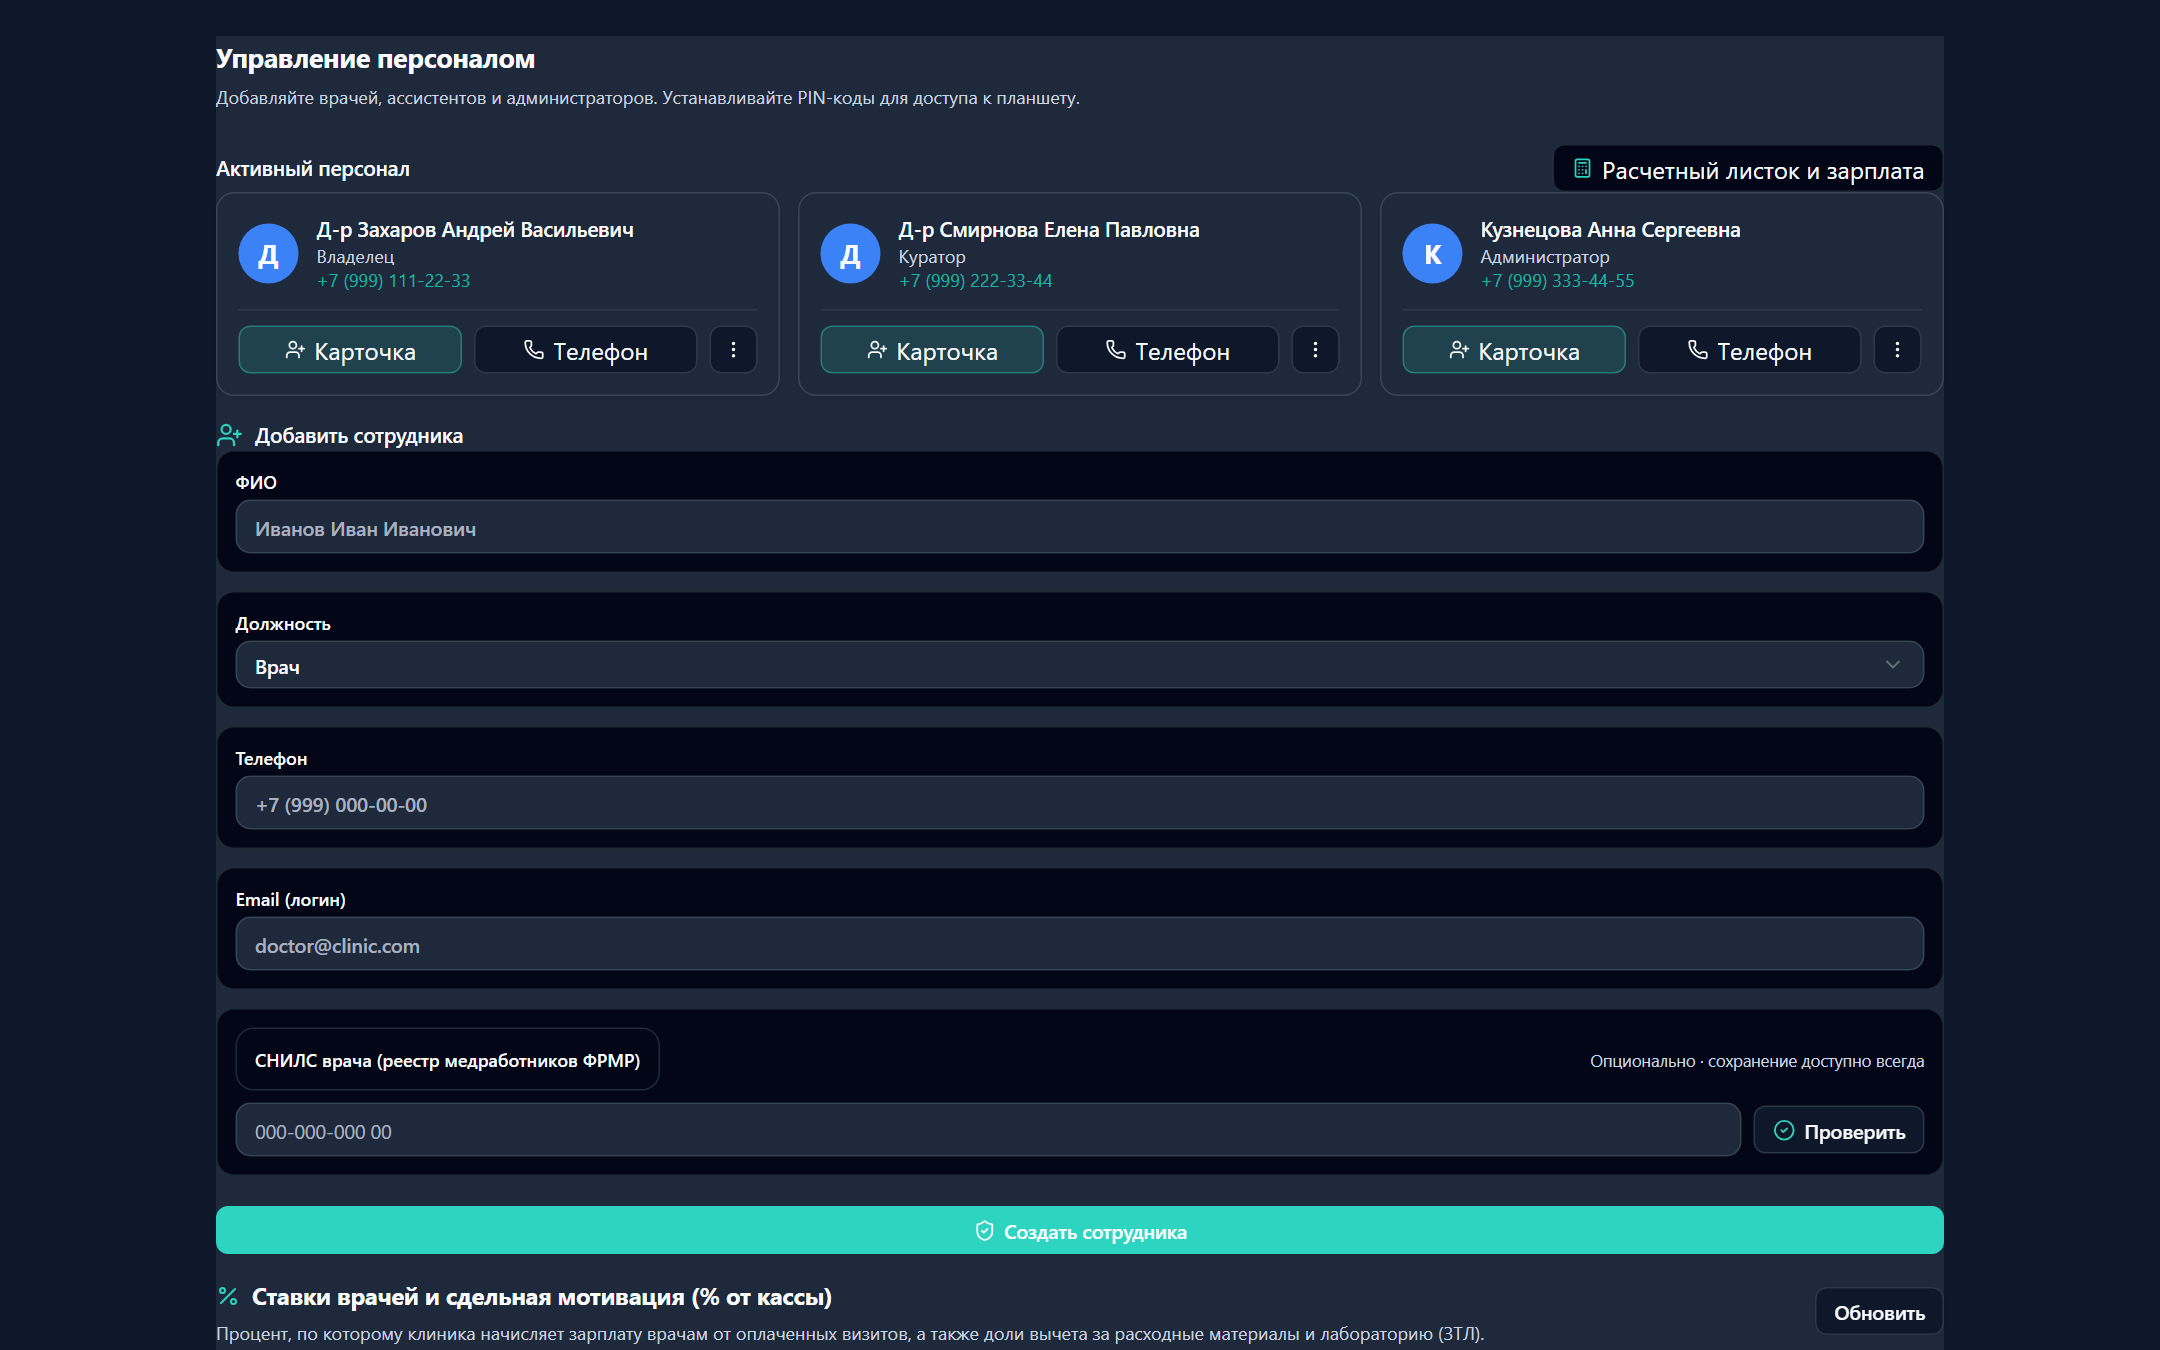 Управление персоналом
Добавляйте врачей, ассистентов и администраторов. Устанавливайте PIN-коды для доступа к планшету.
Активный персонал
Расчетный листок и зарплата
Д
Д-р Захаров Андрей Васильевич
Владелец
+7 (999) 111-22-33
Карточка
Телефон
Д
Д-р Смирнова Елена Павловна
Куратор
+7 (999) 222-33-44
Карточка
Телефон
К
Кузнецова Анна Сергеевна
Администратор
+7 (999) 333-44-55
Карточка
Телефон
Добавить сотрудника
ФИО
Иванов Иван Иванович
Должность
Врач
Телефон
+7 (999) 000-00-00
Email (логин)
doctor@clinic.com
СНИЛС врача (реестр медработников ФРМР)
Опционально · сохранение доступно всегда
000-000-000 00
Проверить
Создать сотрудника
Ставки врачей и сдельная мотивация (% от кассы)
Процент, по которому клиника начисляет зарплату врачам от оплаченных визитов, а также доли вычета за расходные материалы и лабораторию (ЗТЛ).
Обновить